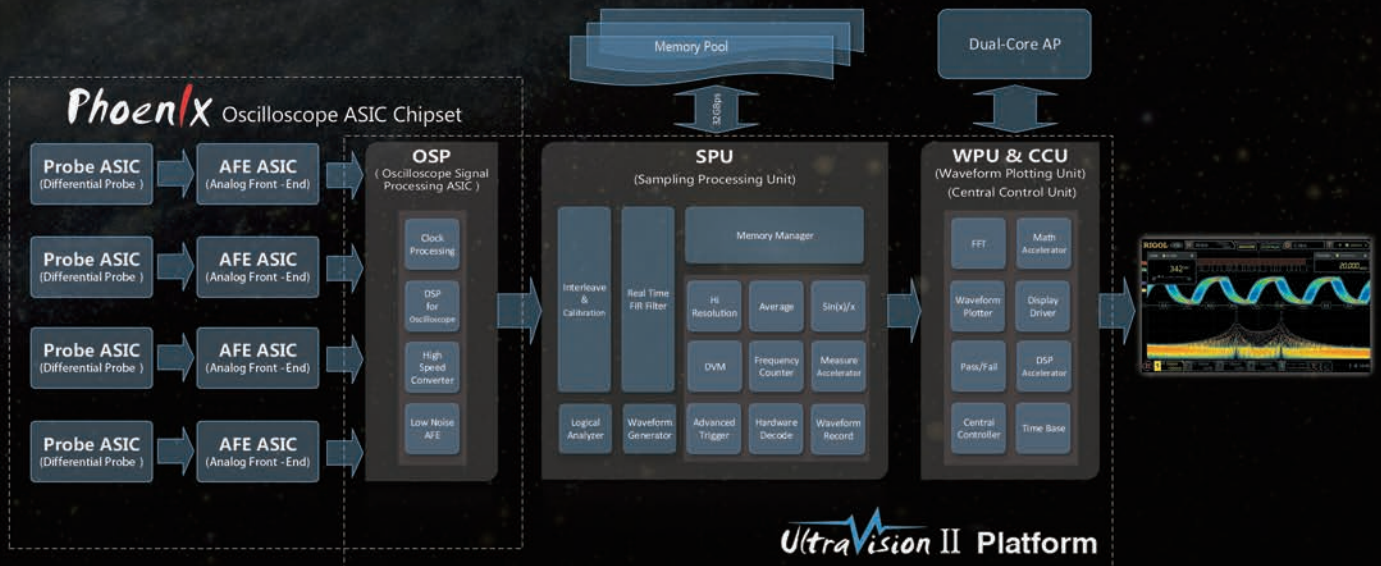 Memory Pool
Dual-Core AP
32GBps
PhoenIx Oscilloscope ASIC Chipset
Probe ASIC
(Differential Probe )
AFE ASIC
(Analog Front -End)
Probe ASIC
(Differential Probe )
AFE ASIC
(Analog Front -End)
Probe ASIC
(Differential Probe )
AFE ASIC
(Analog Front -End)
Probe ASIC
(Differential Probe )
AFE ASIC
(Analog Front -End)
OSP
( Oscilloscope Signal
Processing ASIC )
Clock
Processing
DSP
for
Oscilloscope
High
Speed
Converter
Low Noise
AFE
SPU
(Sampling Processing Unit)
Interleave
&
Calibration
Real Time
FIR Filter
Memory Manager
Hi
Resolution
Average
Sin(x)/x
DVM
Frequency
Counter
Measure
Accelerator
Logical
Analyzer
Waveform
Generator
Advanced
Trigger
Hardware
Decode
Waveform
Record
WPU & CCU
(Waveform Plotting Unit)
(Central Control Unit)
FFT
Math
Accelerator
Waveform
Plotter
Display
Driver
Pass/Fail
DSP
Accelerator
Central
Controller
Time Base
RIGOL
342
20.000
UltraVision II Platform